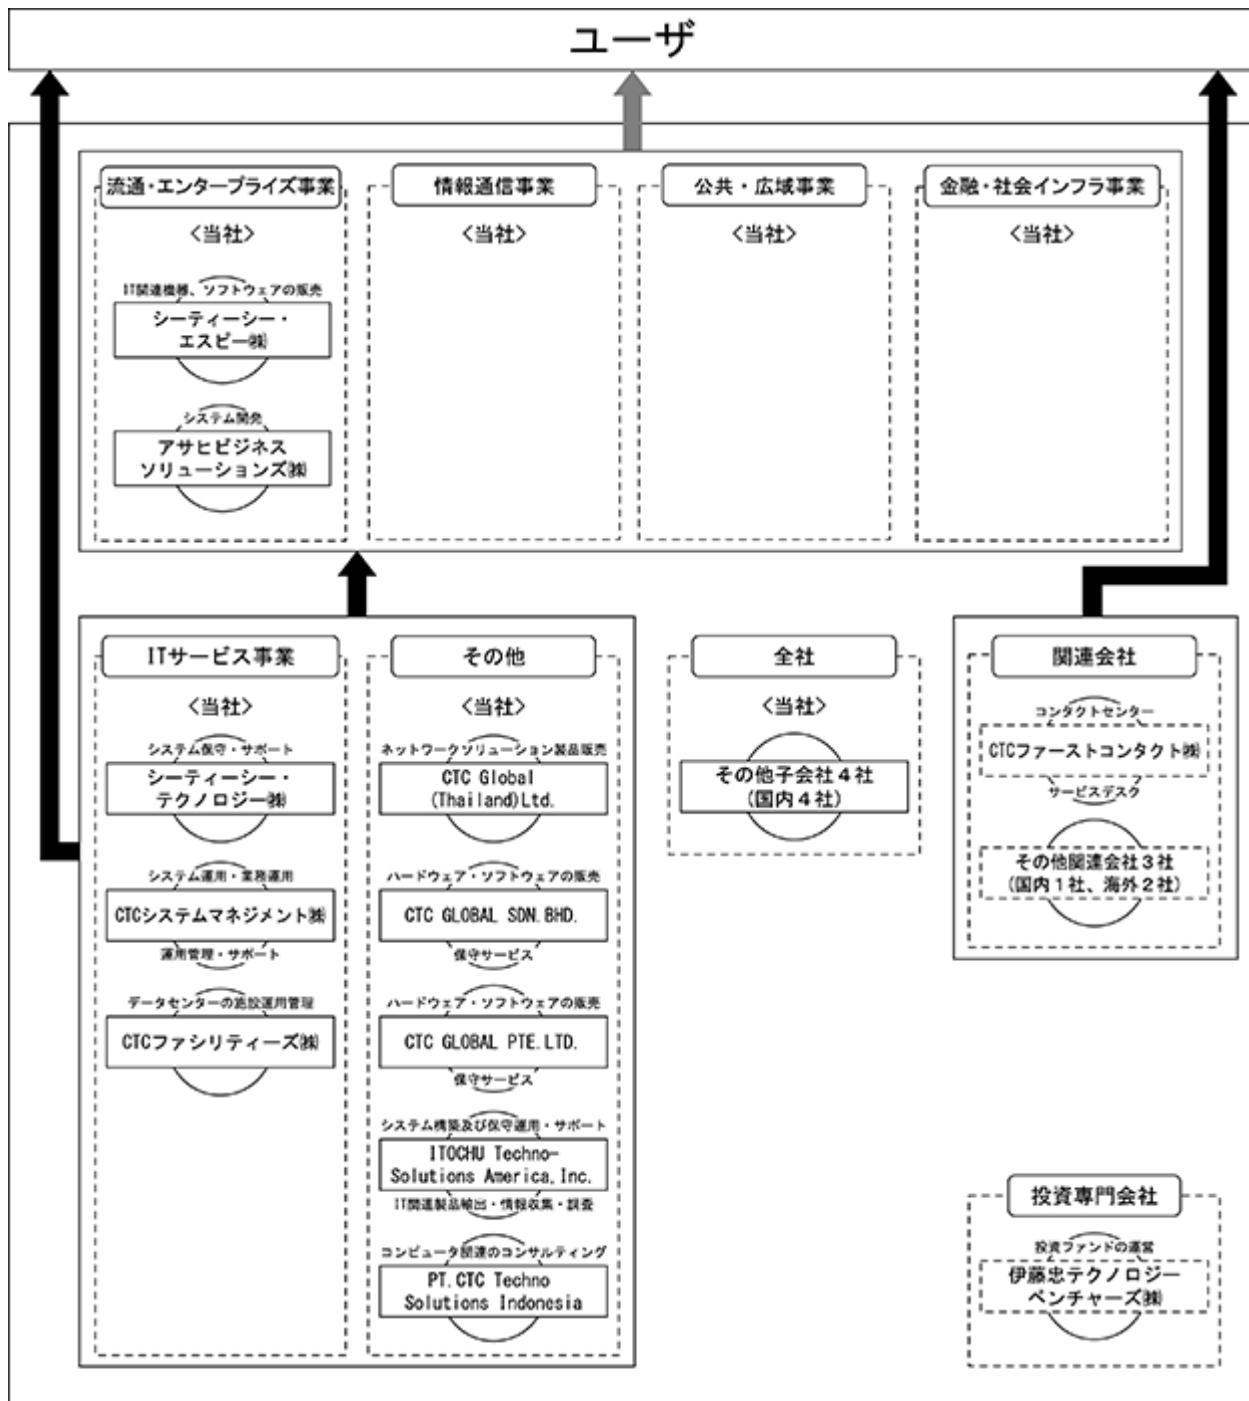 ユーザ
流通・エンタープライズ事業
<当社>
IT関連機器、ソフトウェアの販売
シーティーシー・
エスピー㈱
システム開発
アサヒビジネス
ソリューションズ㈱
情報通信事業
<当社>
公共・広域事業
<当社>
金融・社会インフラ事業
<当社>
ITサービス事業
<当社>
システム保守・サポート
シーティーシー・
テクノロジー㈱
システム運用・業務運用
CTCシステムマネジメント㈱
運用管理・サポート
データセンターの施設運用管理
CTCファシリティーズ㈱
その他
<当社>
ネットワークソリューション製品販売
CTC Global
(Thailand)Ltd.
ハードウェア・ソフトウェアの販売
CTC GLOBAL SDN.BHD.
保守サービス
ハードウェア・ソフトウェアの販売
CTC GLOBAL PTE.LTD.
保守サービス
システム構築及び保守運用・サポート
ITOCHU Techno-
Solutions America,Inc.
IT関連製品輸出・情報収集・調査
コンピュータ関連のコンサルティング
PT.CTC Techno
Solutions Indonesia
全社
<当社>
その他子会社4社
(国内4社)
関連会社
コンタクトセンター
CTCファーストコンタクト㈱
サービスデスク
その他関連会社3社
(国内1社、海外2社)
投資専門会社
投資ファンドの運営
伊藤忠テクノロジー
ベンチャーズ㈱